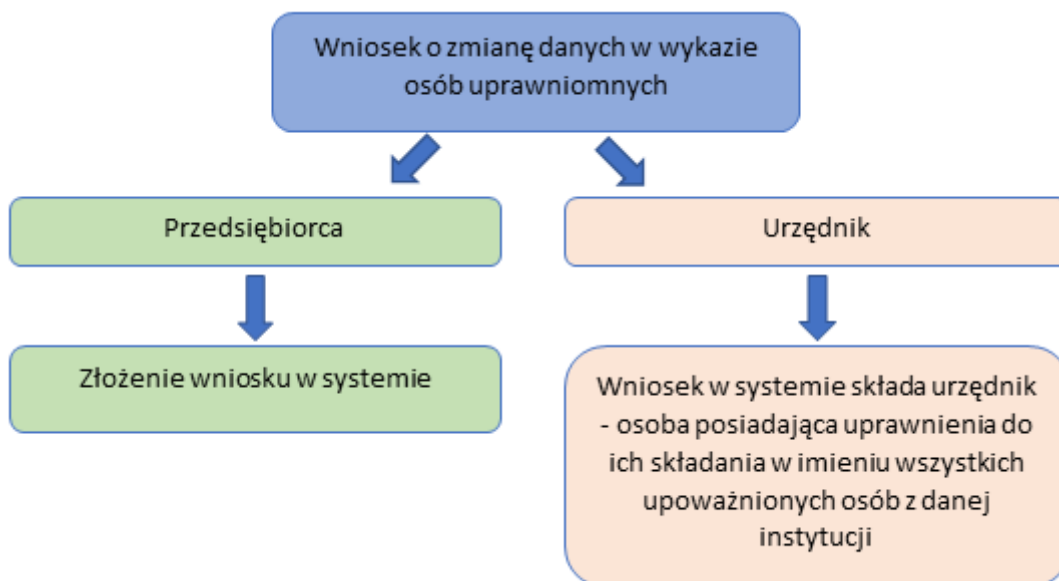 Wniosek o zmianę danych w wykazie
osób uprawniomnych
Przedsiębiorca
Urzędnik
Złożenie wniosku w systemie
Wniosek w systemie składa urzędnik
- osoba posiadająca uprawnienia do
ich składania w imieniu wszystkich
upoważnionych osób z danej
instytucji